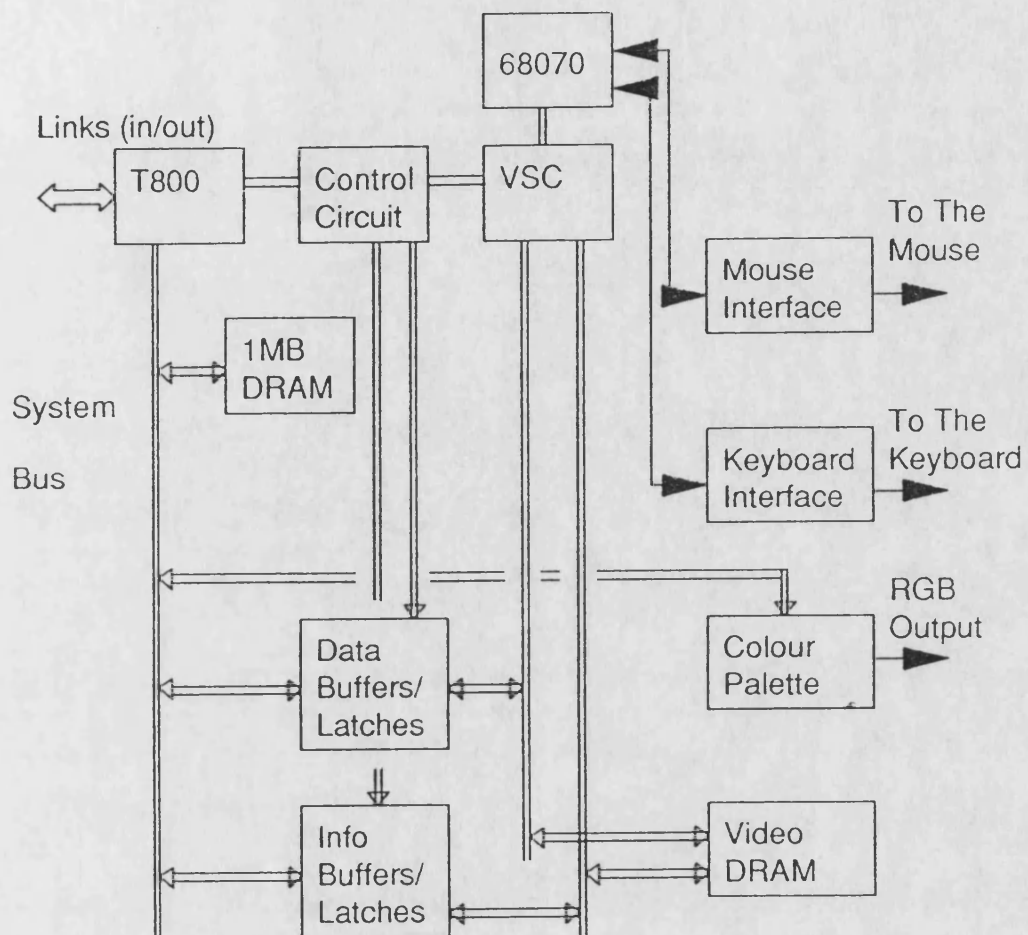 68070
Links (in/out)
T800
Control
Circuit
VSC
To The
Mouse
Mouse
Interface
1MB
DRAM
System
Bus
To The
Keyboard
Keyboard
Interface
RGB
Output
Colour
Palette
Data
Buffers/
Latches
Info
Buffers/
Latches
Video
DRAM